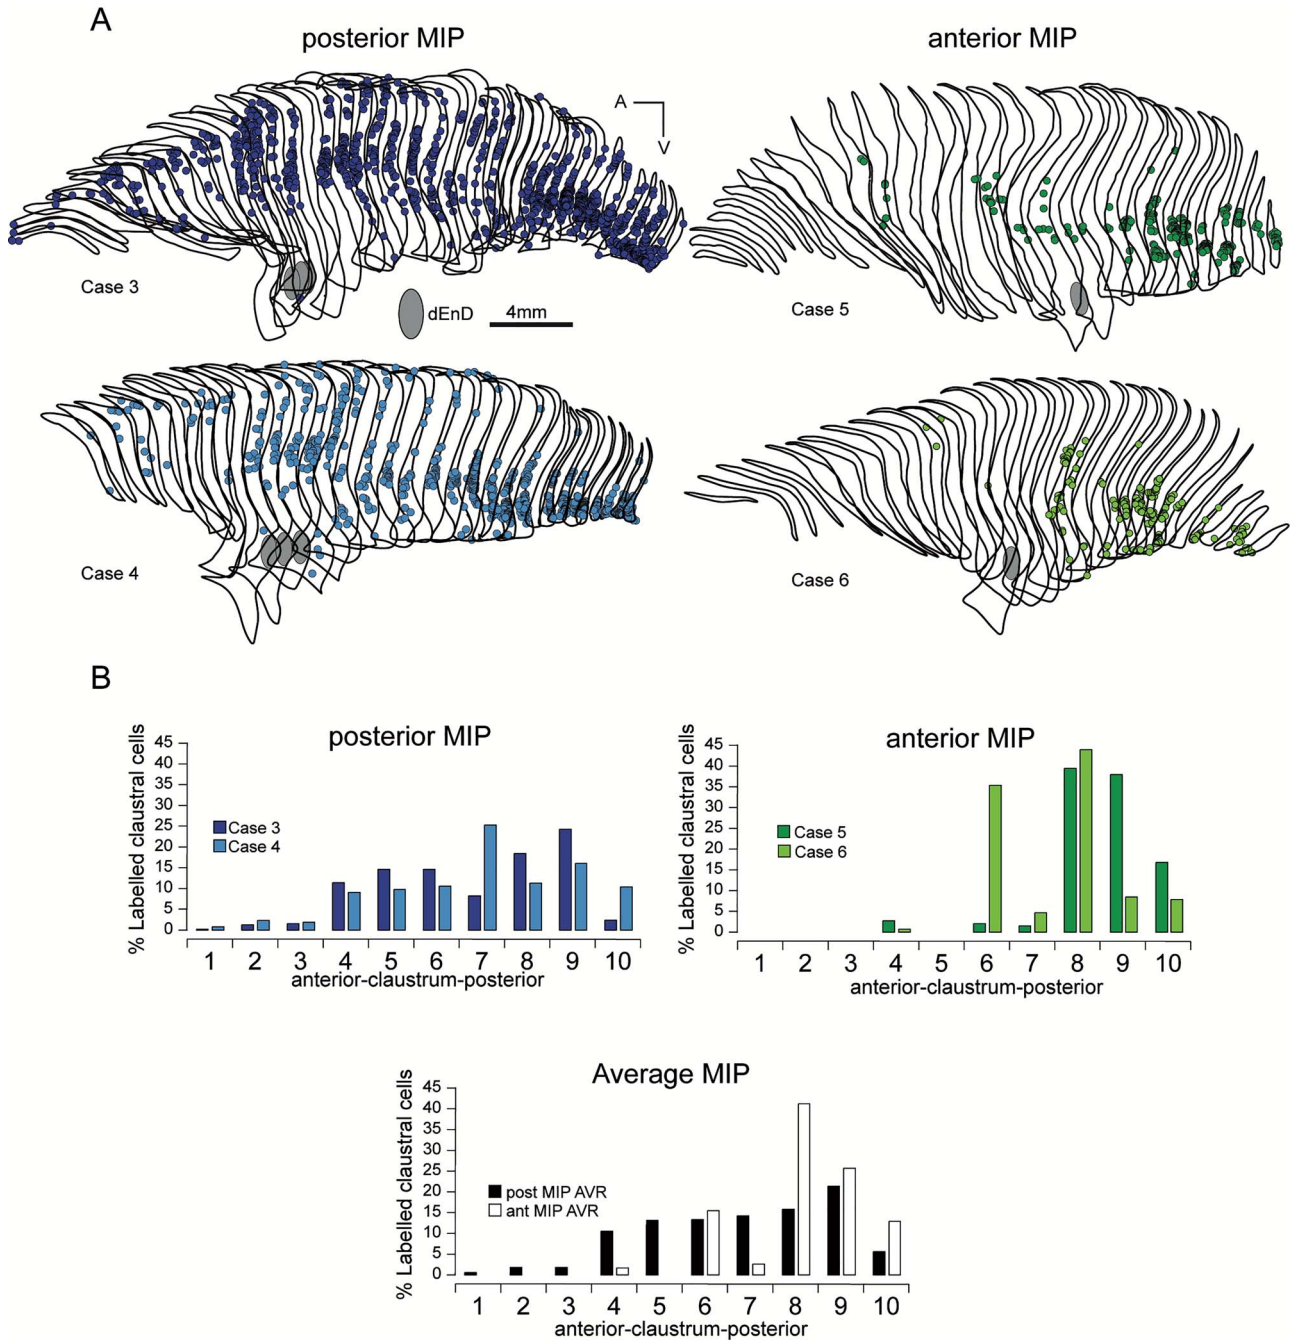 A
posterior MIP
anterior MIP
A
V
Case 3
dEnD
4mm
Case 5
Case 4
Case 6
B
posterior MIP
% Labelled claustral cells
45
40
35
30
25
20
15
10
5
0
Case 3
Case 4
1 2 3 4 5 6 7 8 9 10
anterior-claustrum-posterior
anterior MIP
% Labelled claustral cells
45
40
35
30
25
20
15
10
5
0
Case 5
Case 6
1 2 3 4 5 6 7 8 9 10
anterior-claustrum-posterior
Average MIP
% Labelled claustral cells
45
40
35
30
25
20
15
10
5
0
post MIP AVR
ant MIP AVR
1 2 3 4 5 6 7 8 9 10
anterior-claustrum-posterior